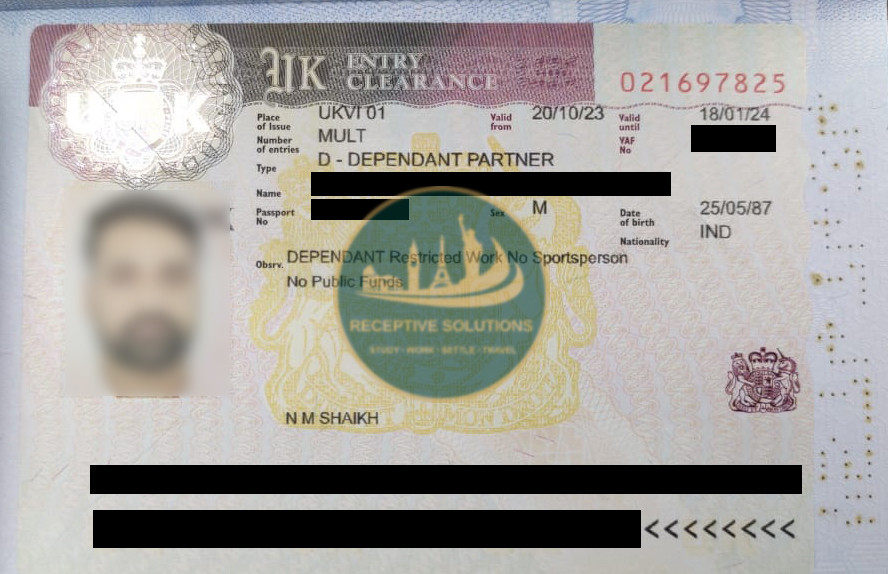 UK ENTRY CLEARANCE
021697825
Place of Issue UKVI 01 Valid from 20/10/23 Valid until 18/01/24
Number of entries MULT VAF No
Type D - DEPENDANT PARTNER
Name
Passport No Sex M Date of birth 25/05/87
Nationality IND
Obsrv. DEPENDANT Restricted Work No Sportsperson
No Public Funds
RECEPTIVE SOLUTIONS
STUDY · WORK · SETTLE · TRAVEL
N M SHAIKH
<<<<<<<<